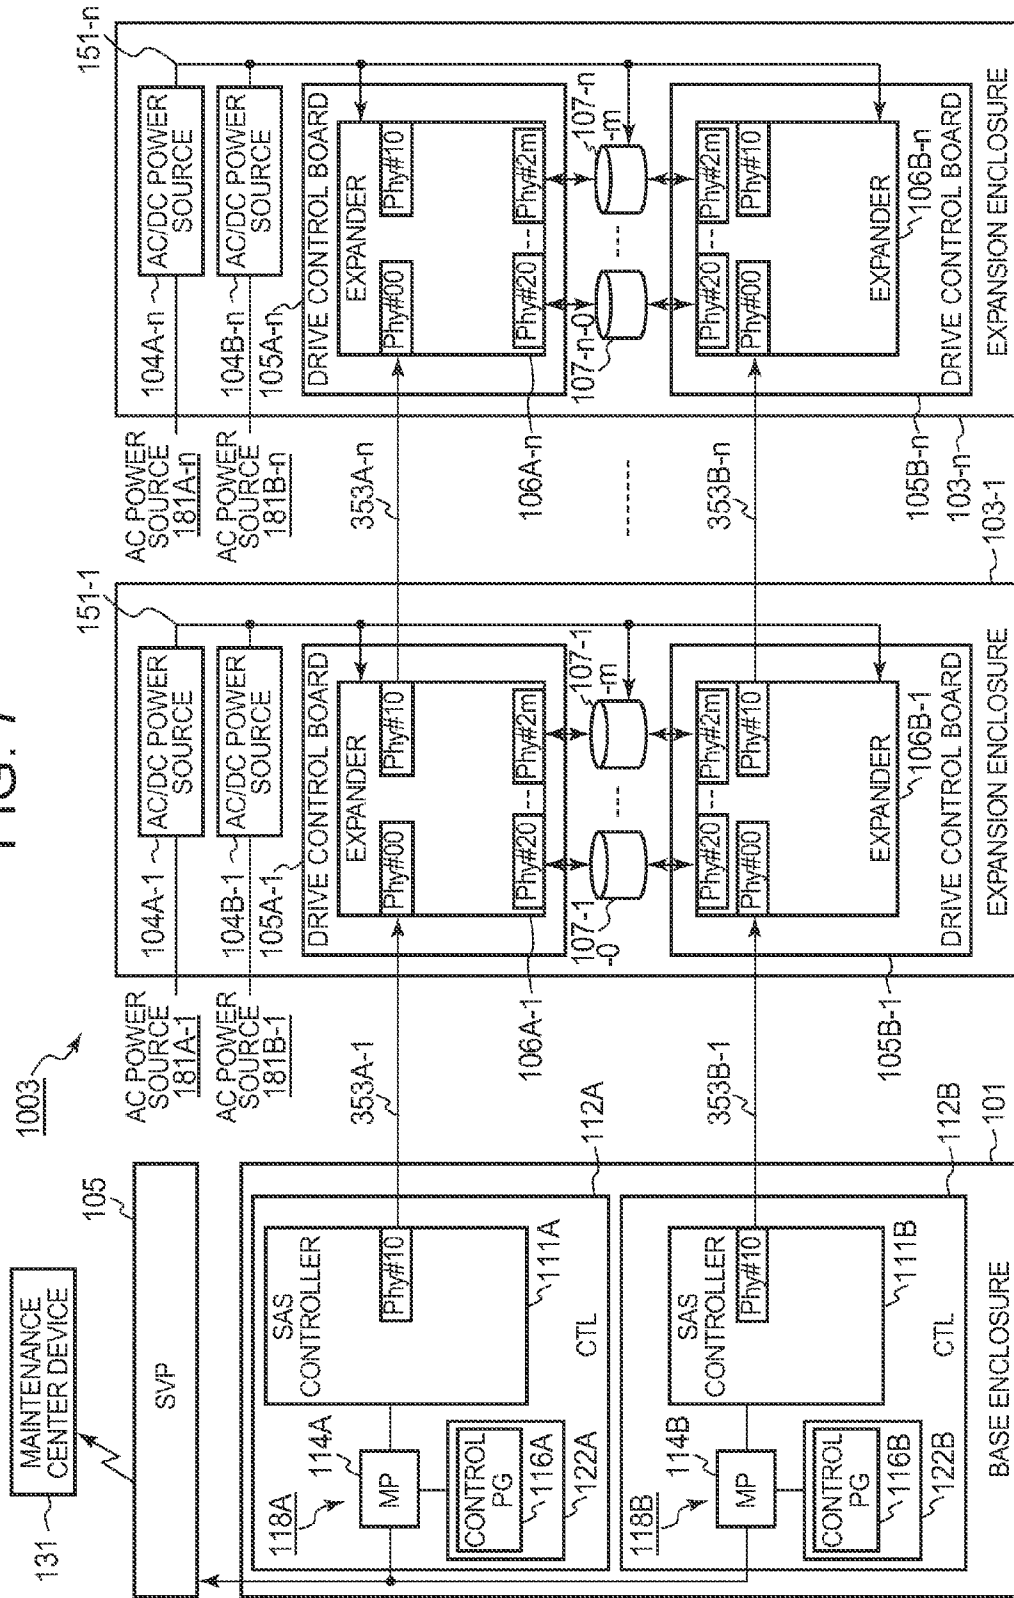 FIG. 7
1003
131
MAINTENANCE
CENTER DEVICE
105
SVP
118A
114A
MP
CONTROL
PG
116A
122A
SAS
CONTROLLER
Phy#10
111A
CTL
112A
118B
114B
MP
CONTROL
PG
116B
122B
SAS
CONTROLLER
Phy#10
111B
CTL
112B
BASE ENCLOSURE
101
353A-1
353B-1
AC POWER
SOURCE
181A-1
AC POWER
SOURCE
181B-1
104A-1
AC/DC POWER
SOURCE
151-1
104B-1
AC/DC POWER
SOURCE
105A-1
DRIVE CONTROL BOARD
EXPANDER
Phy#00
Phy#10
Phy#20
Phy#2m
106A-1
107-1
-0
107-1
-m
Phy#20
Phy#2m
Phy#00
Phy#10
EXPANDER
106B-1
DRIVE CONTROL BOARD
105B-1
EXPANSION ENCLOSURE
103-1
353A-n
353B-n
AC POWER
SOURCE
181A-n
AC POWER
SOURCE
181B-n
104A-n
AC/DC POWER
SOURCE
151-n
104B-n
AC/DC POWER
SOURCE
105A-n
DRIVE CONTROL BOARD
EXPANDER
Phy#00
Phy#10
Phy#20
Phy#2m
106A-n
107-n-0
107-n
-m
Phy#20
Phy#2m
Phy#00
Phy#10
EXPANDER
106B-n
DRIVE CONTROL BOARD
105B-n
EXPANSION ENCLOSURE
103-n